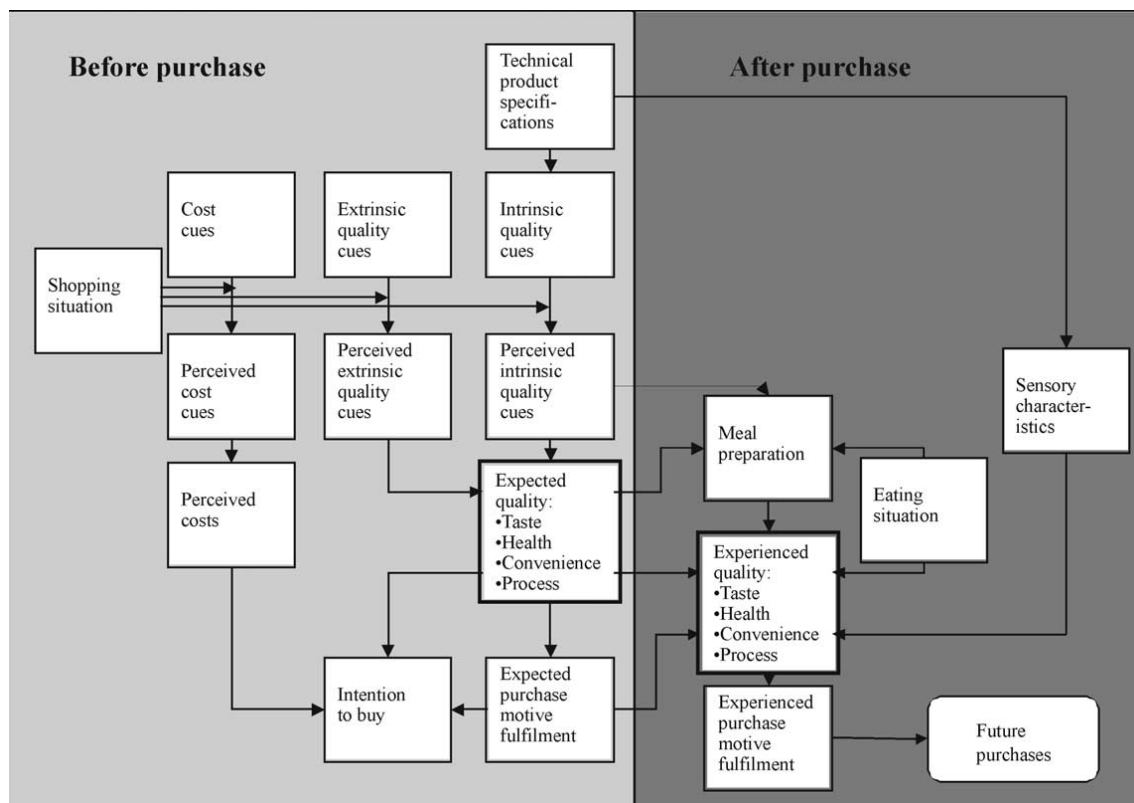 Before purchase
After purchase
Technical
product
specifi-
cations
Cost
cues
Extrinsic
quality
cues
Intrinsic
quality
cues
Shopping
situation
Perceived
cost
cues
Perceived
extrinsic
quality
cues
Perceived
intrinsic
quality
cues
Sensory
character-
istics
Meal
preparation
Perceived
costs
Expected
quality:
•Taste
•Health
•Convenience
•Process
Eating
situation
Experienced
quality:
•Taste
•Health
•Convenience
•Process
Intention
to buy
Expected
purchase
motive
fulfilment
Experienced
purchase
motive
fulfilment
Future
purchases